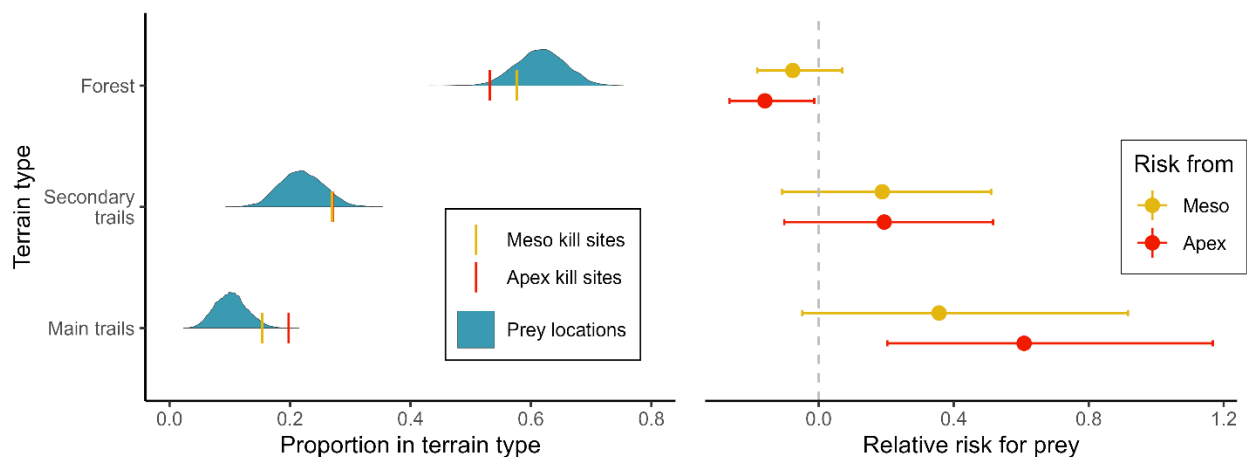 Terrain type
Forest
Secondary
trails
Main trails
Meso kill sites
Apex kill sites
Prey locations
0.0
0.2
0.4
0.6
0.8
Proportion in terrain type
Risk from
Meso
Apex
0.0
0.4
0.8
1.2
Relative risk for prey